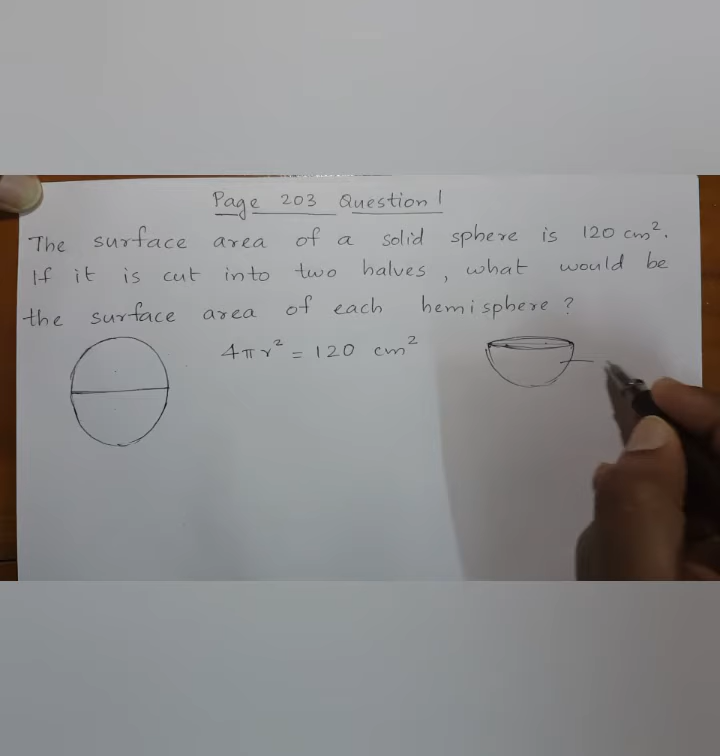 Page 203 Question 1
The surface area of a solid sphere is 120 cm².
If it is cut into two halves, what would be
the surface area of each hemisphere?
4πr² = 120 cm²